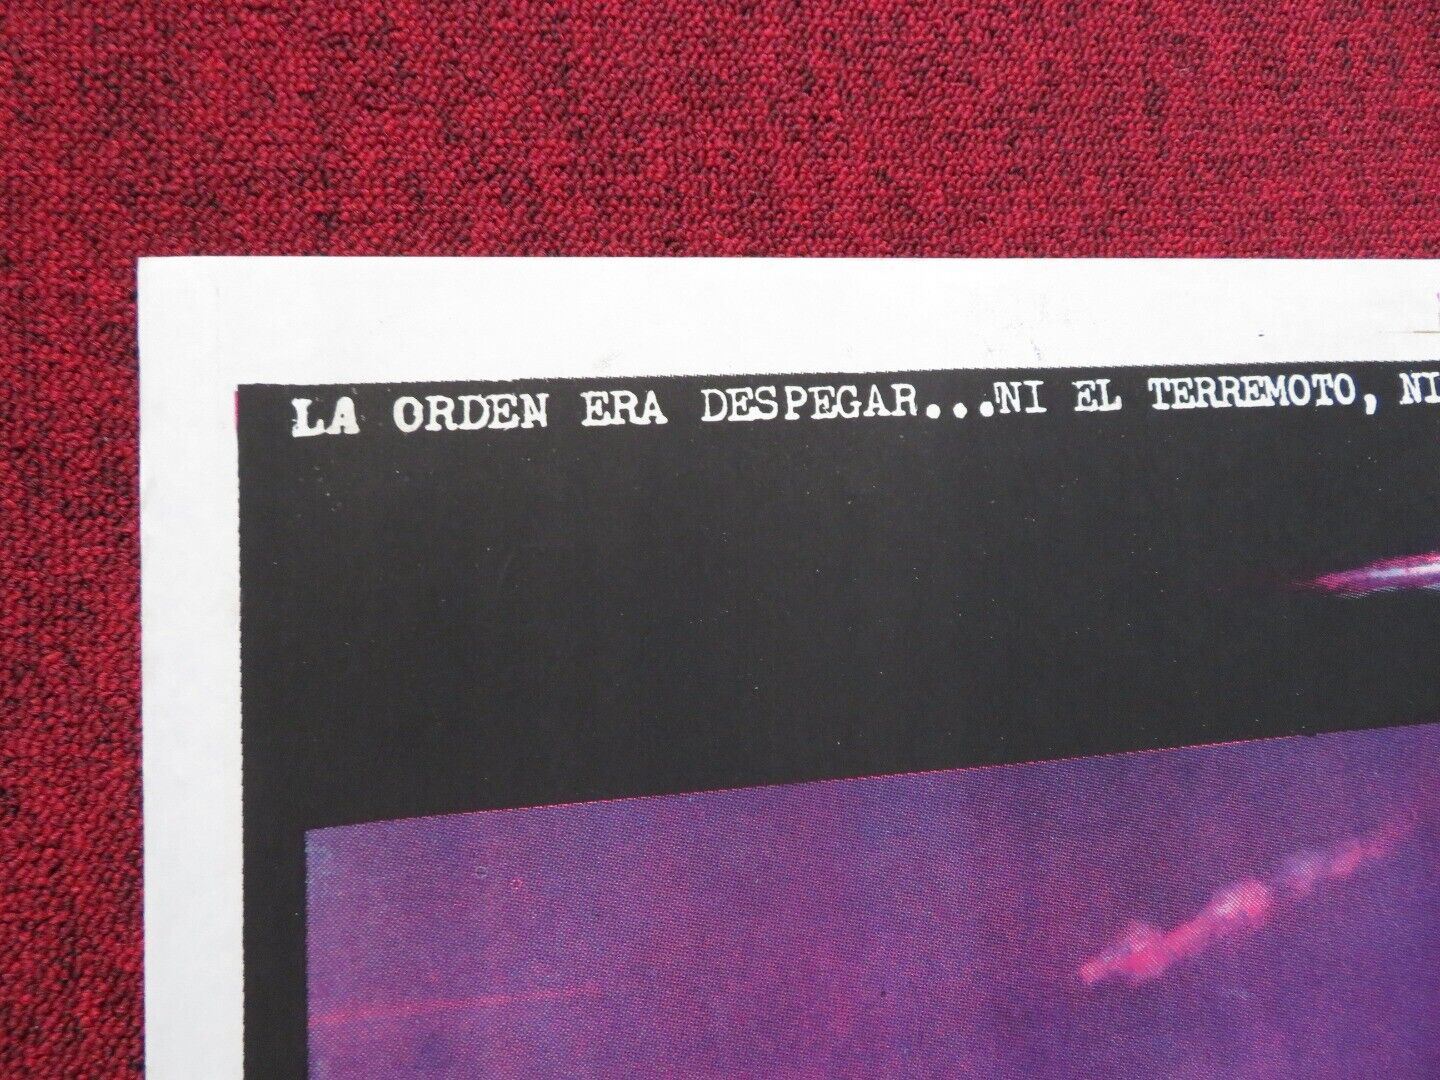 LA ORDEN ERA DESPEGAR...NI EL TERREMOTO, NI